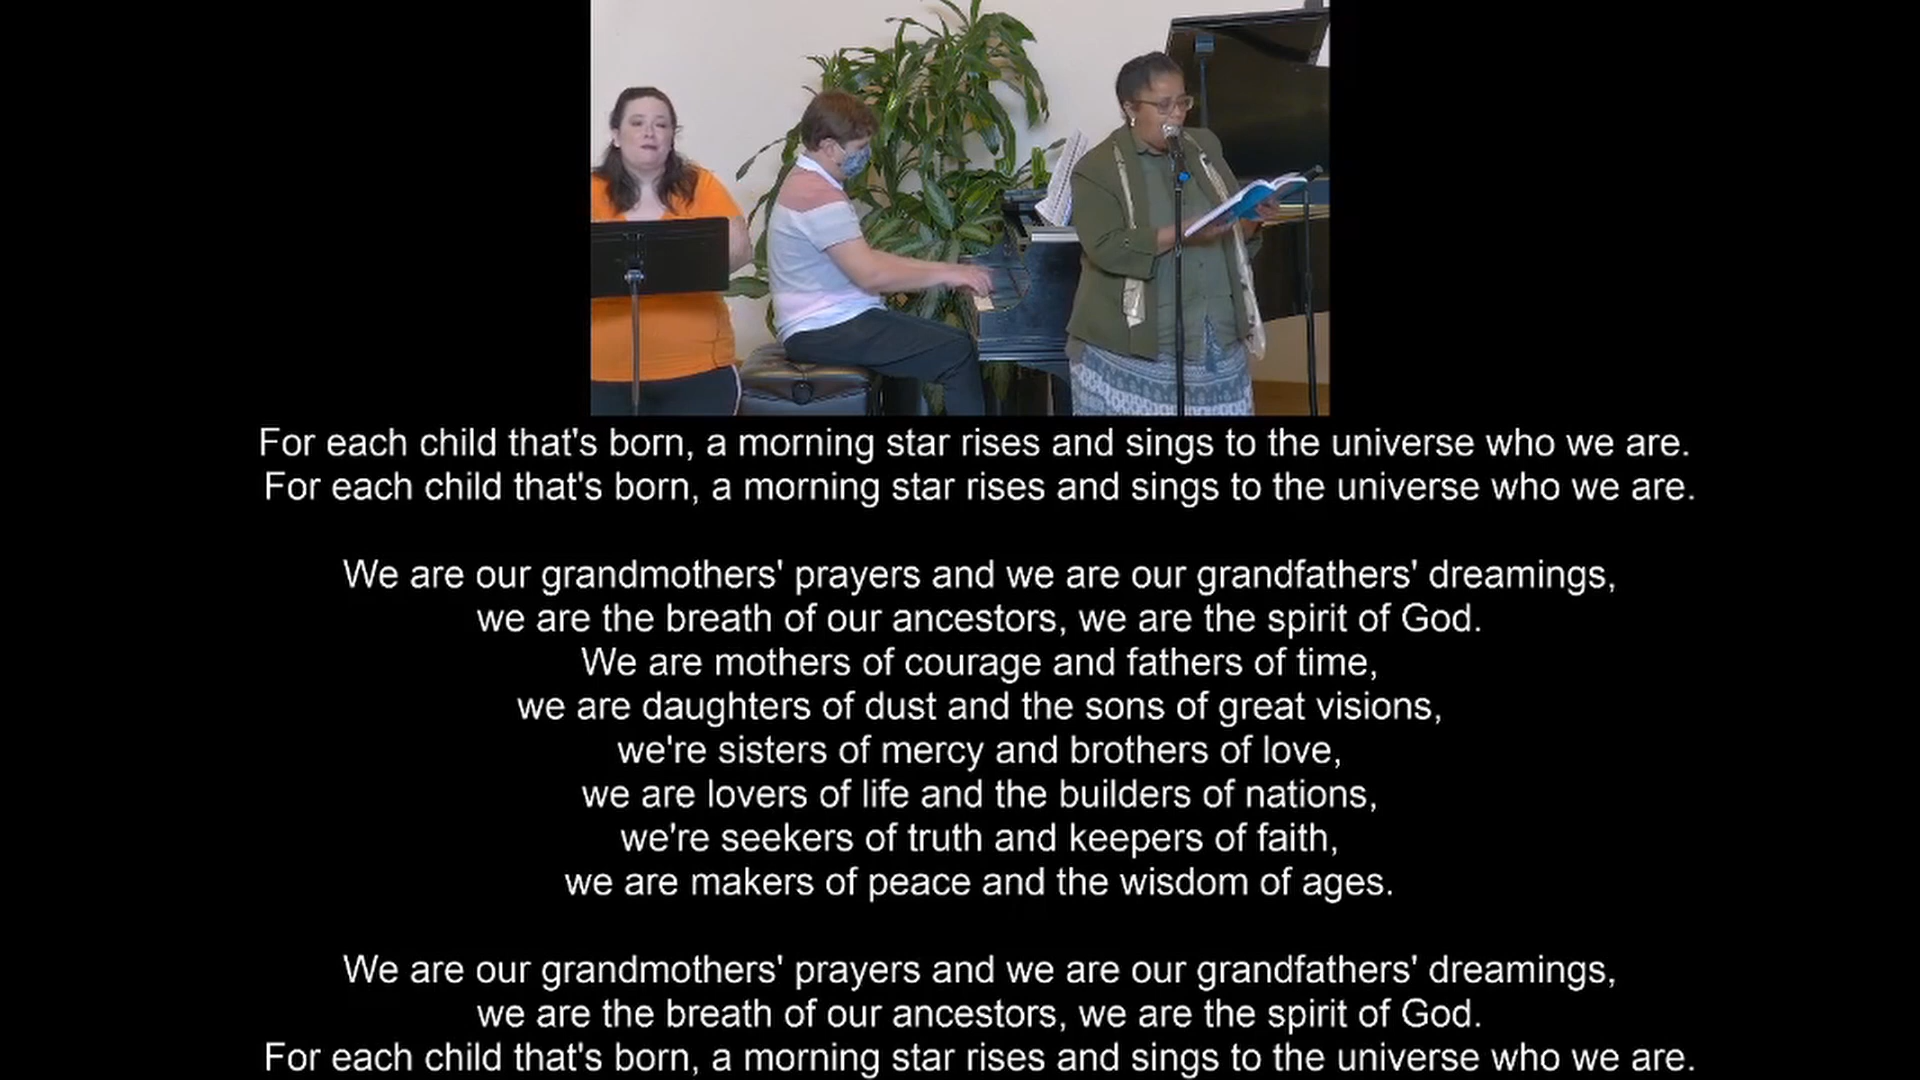 For each child that's born, a morning star rises and sings to the universe who we are.
For each child that's born, a morning star rises and sings to the universe who we are.
We are our grandmothers' prayers and we are our grandfathers' dreamings,
we are the breath of our ancestors, we are the spirit of God.
We are mothers of courage and fathers of time,
we are daughters of dust and the sons of great visions,
we're sisters of mercy and brothers of love,
we are lovers of life and the builders of nations,
we're seekers of truth and keepers of faith,
we are makers of peace and the wisdom of ages.
We are our grandmothers' prayers and we are our grandfathers' dreamings,
we are the breath of our ancestors, we are the spirit of God.
For each child that's born, a morning star rises and sings to the universe who we are.